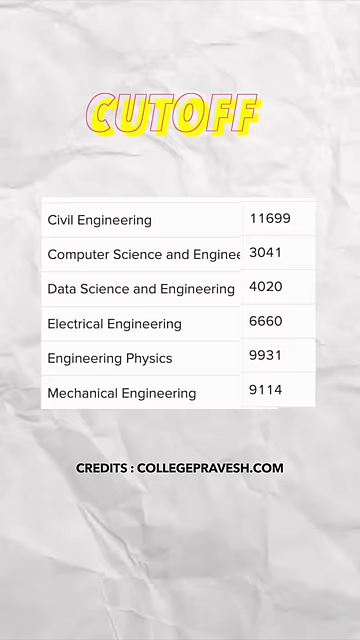 CUTOFF
Civil Engineering 11699
Computer Science and Enginee 3041
Data Science and Engineering 4020
Electrical Engineering 6660
Engineering Physics 9931
Mechanical Engineering 9114
CREDITS : COLLEGEPRAVESH.COM